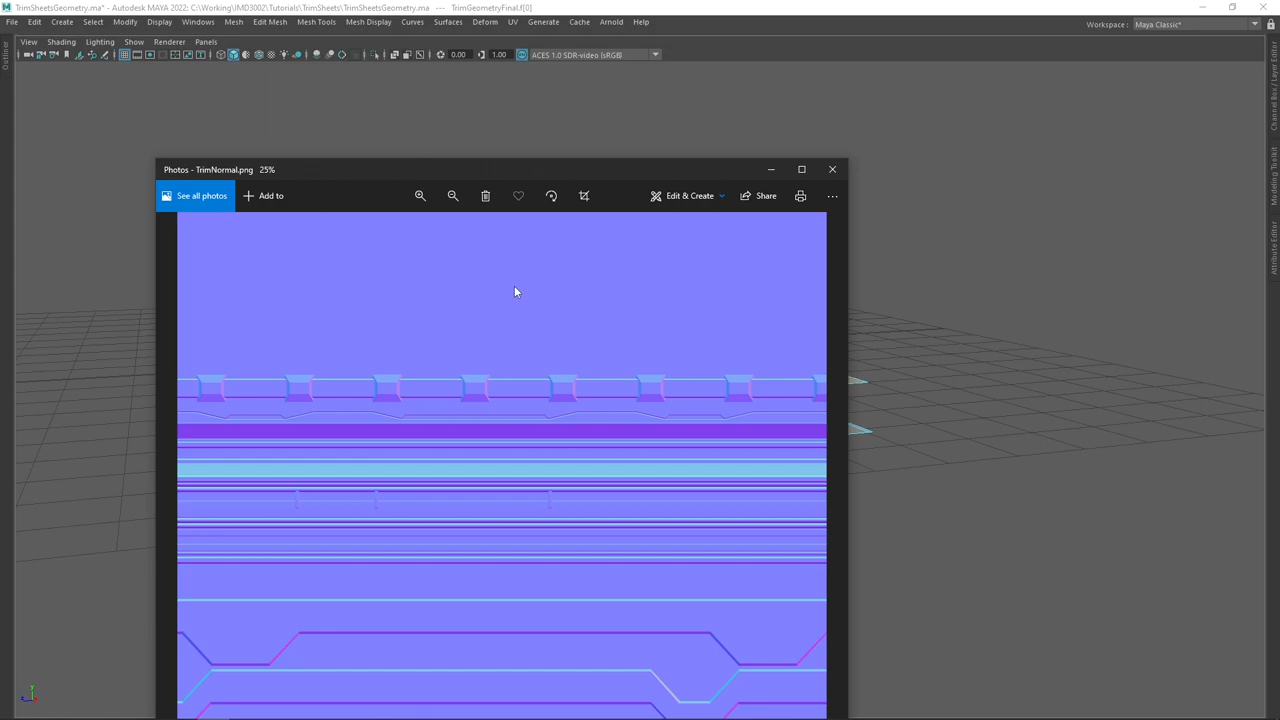 TrimSheetsGeometry.ma* - Autodesk MAYA 2022: C:\Working\IMD3002\Tutorials\TrimSheets\TrimSheetsGeometry.ma --- TrimGeometryFinal.f[0]
File Edit Create Select Modify Display Windows Mesh Edit Mesh Mesh Tools Mesh Display Curves Surfaces Deform UV Generate Cache Arnold Help
Workspace: Maya Classic*
View Shading Lighting Show Renderer Panels
0.00 1.00 ACES 1.0 SDR-video (sRGB)
Outliner
Channel Box / Layer Editor
Modeling Toolkit
Attribute Editor
Photos - TrimNormal.png 25%
See all photos Add to Edit & Create Share
y